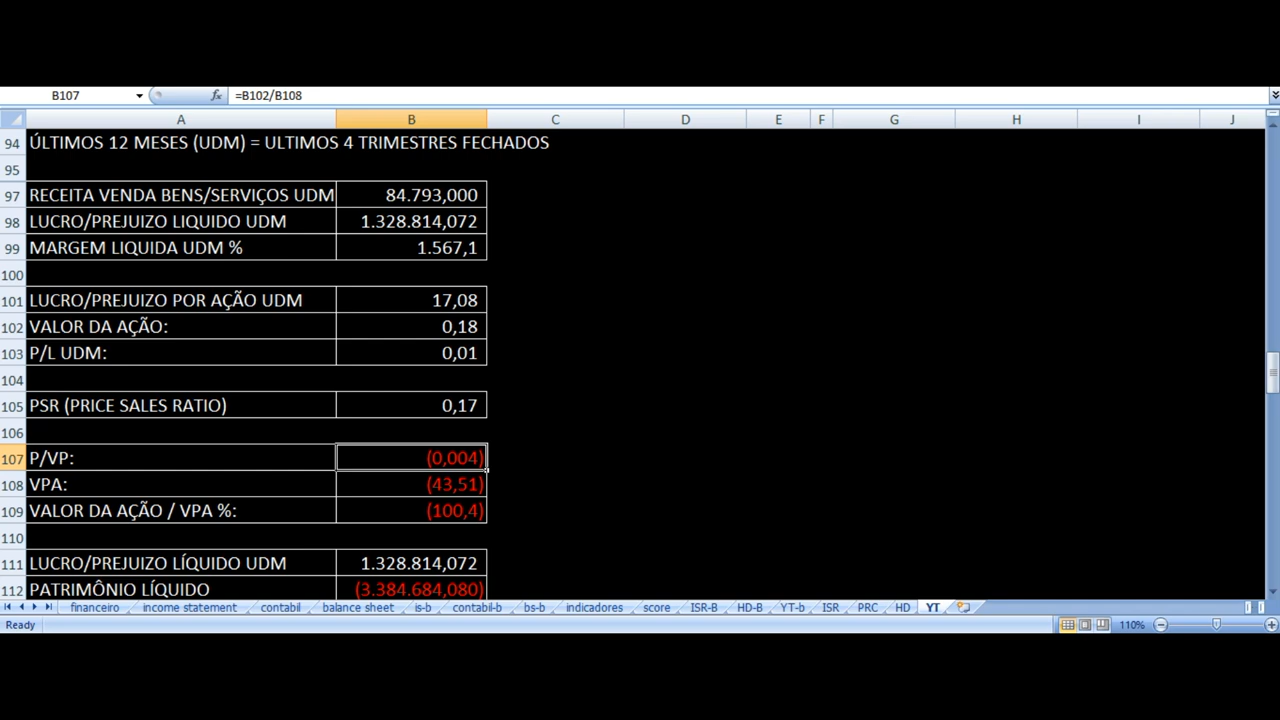 B107 fx =B102/B108
A B C D E F G H I J
94 ÚLTIMOS 12 MESES (UDM) = ULTIMOS 4 TRIMESTRES FECHADOS
95
97 RECEITA VENDA BENS/SERVIÇOS UDM 84.793,000
98 LUCRO/PREJUIZO LIQUIDO UDM 1.328.814,072
99 MARGEM LIQUIDA UDM % 1.567,1
100
101 LUCRO/PREJUIZO POR AÇÃO UDM 17,08
102 VALOR DA AÇÃO: 0,18
103 P/L UDM: 0,01
104
105 PSR (PRICE SALES RATIO) 0,17
106
107 P/VP: (0,004)
108 VPA: (43,51)
109 VALOR DA AÇÃO / VPA %: (100,4)
110
111 LUCRO/PREJUIZO LÍQUIDO UDM 1.328.814,072
112 PATRIMÔNIO LÍQUIDO (3.384.684,080)
financeiro income statement contabil balance sheet is-b contabil-b bs-b indicadores score ISR-B HD-B YT-b ISR PRC HD YT
Ready 110%